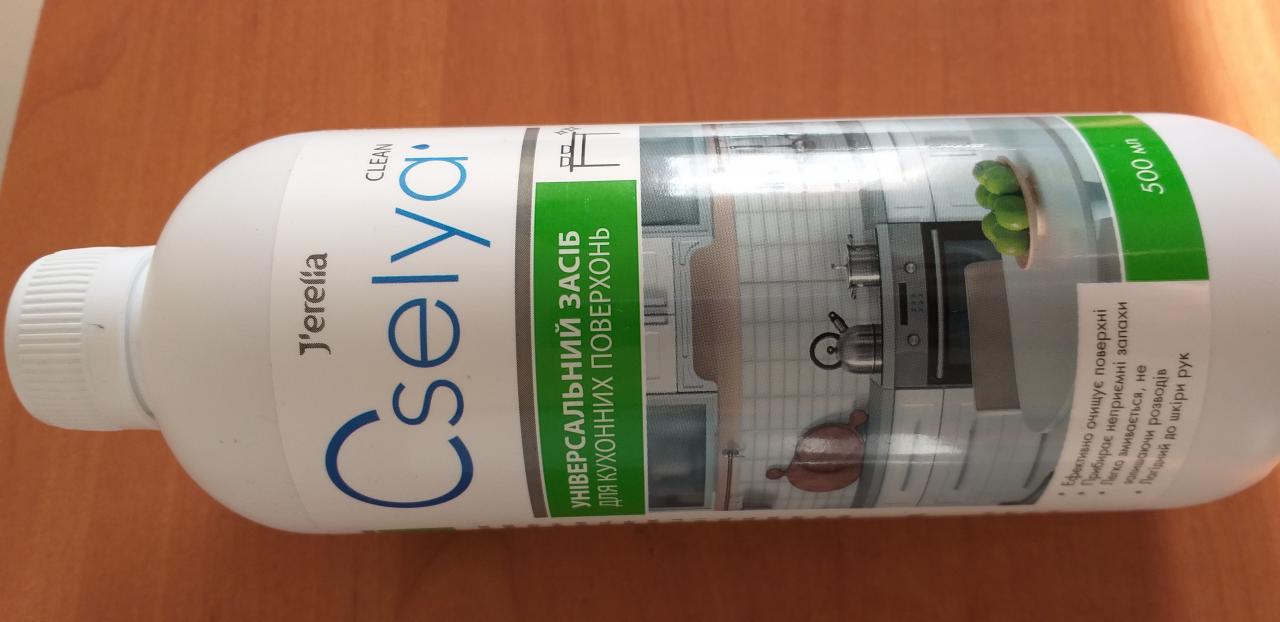 J'erelia
CLEAN
Cselya
УНІВЕРСАЛЬНИЙ ЗАСІБ
ДЛЯ КУХОННИХ ПОВЕРХОНЬ
500 мл
• Ефективно очищує поверхні
• Прибирає неприємні запахи
• Легко змивається, не
залишаючи розводів
• Лагідний до шкіри рук